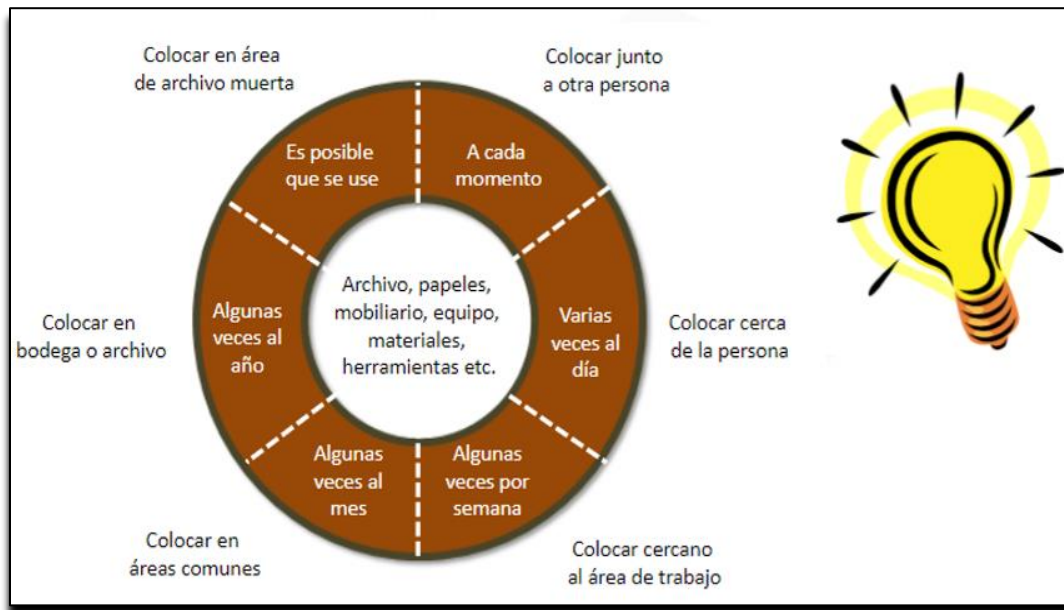 Colocar en área
de archivo muerta
Colocar junto
a otra persona
Es posible
que se use
A cada
momento
Archivo, papeles,
mobiliario, equipo,
materiales,
herramientas etc.
Algunas
veces al
año
Varias
veces al
día
Colocar en
bodega o archivo
Colocar cerca
de la persona
Algunas
veces al
mes
Algunas
veces por
semana
Colocar en
áreas comunes
Colocar cercano
al área de trabajo